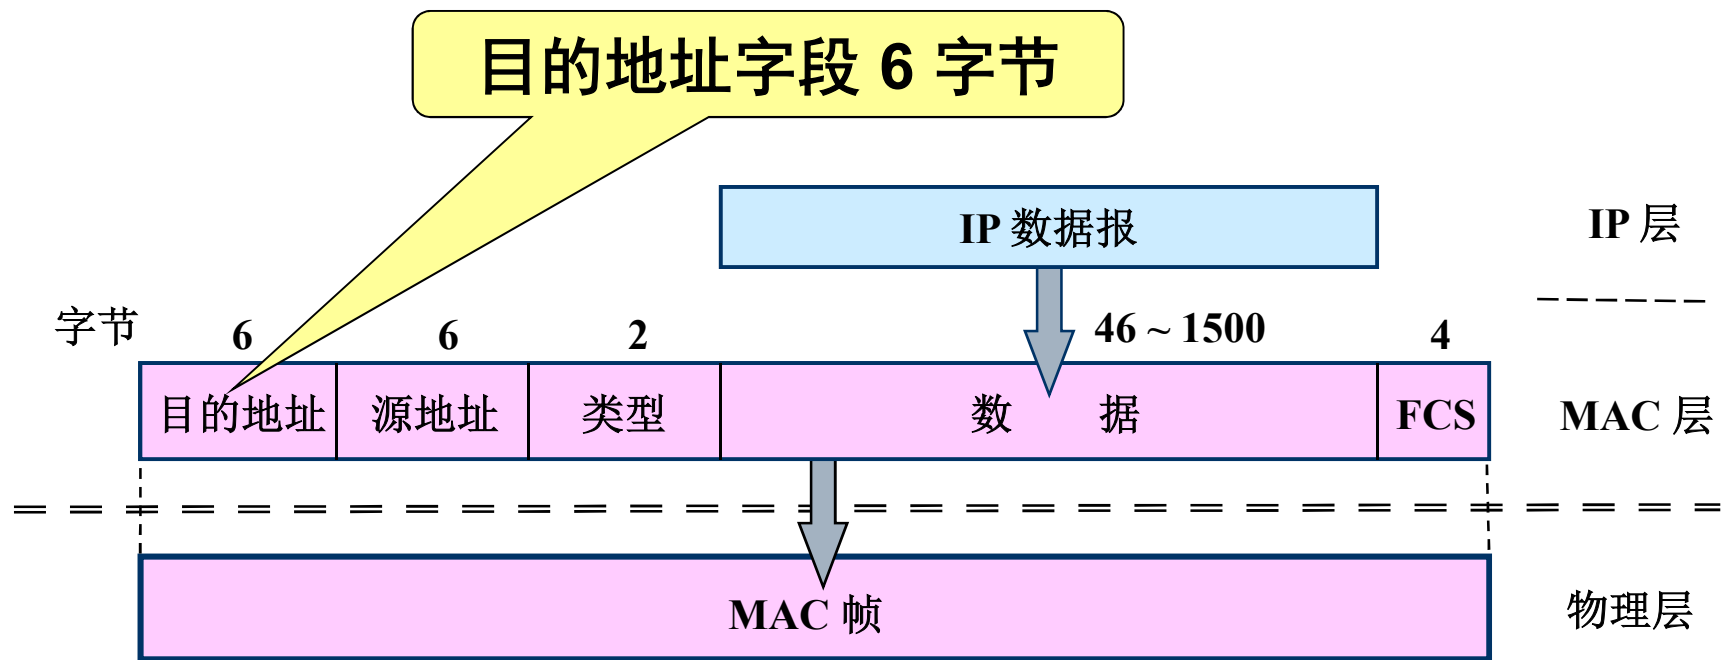 目的地址字段 6 字节
IP 数据报
IP 层
字节
6
6
2
46 ~ 1500
4
目的地址
源地址
类型
数 据
FCS
MAC 层
MAC 帧
物理层